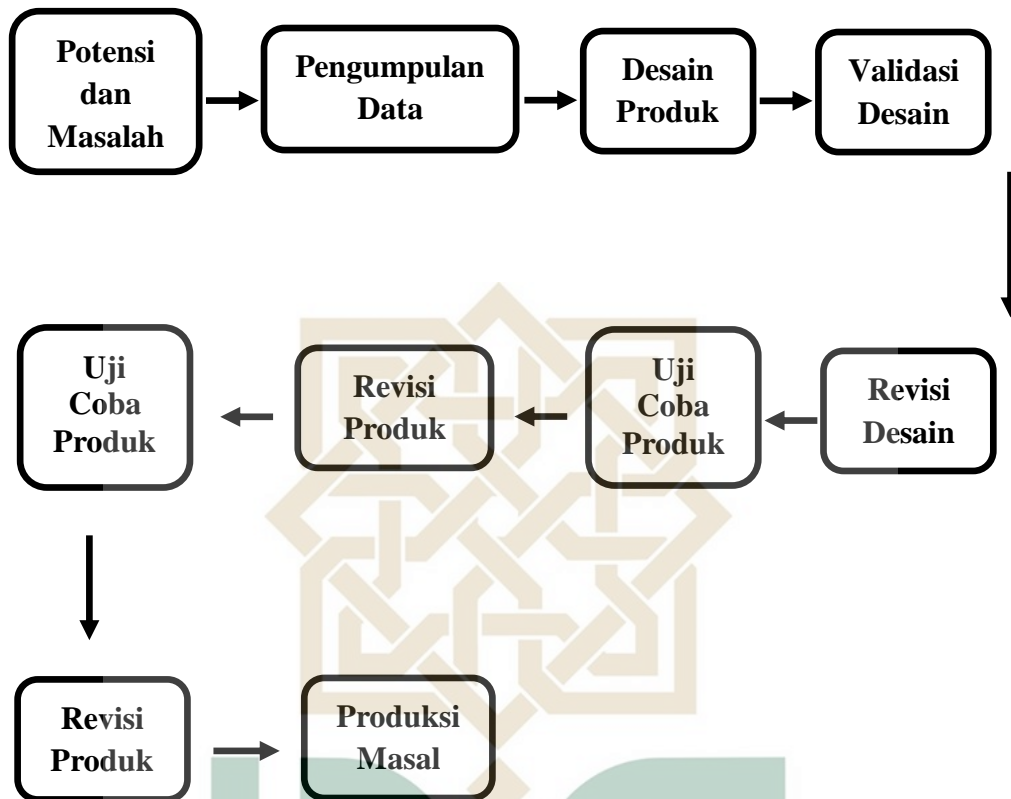 Potensi
dan
Masalah
Pengumpulan
Data
Desain
Produk
Validasi
Desain
Revisi
Desain
Uji
Coba
Produk
Revisi
Produk
Uji
Coba
Produk
Revisi
Produk
Produksi
Masal